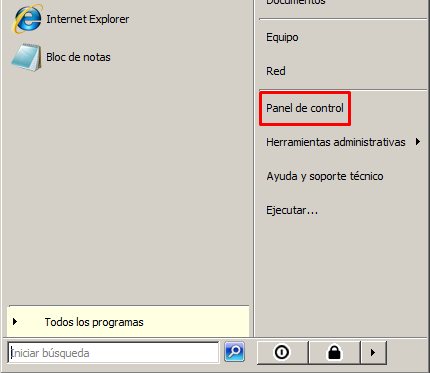 Internet Explorer
Bloc de notas
Todos los programas
Iniciar búsqueda
Documentos
Equipo
Red
Panel de control
Herramientas administrativas
Ayuda y soporte técnico
Ejecutar...